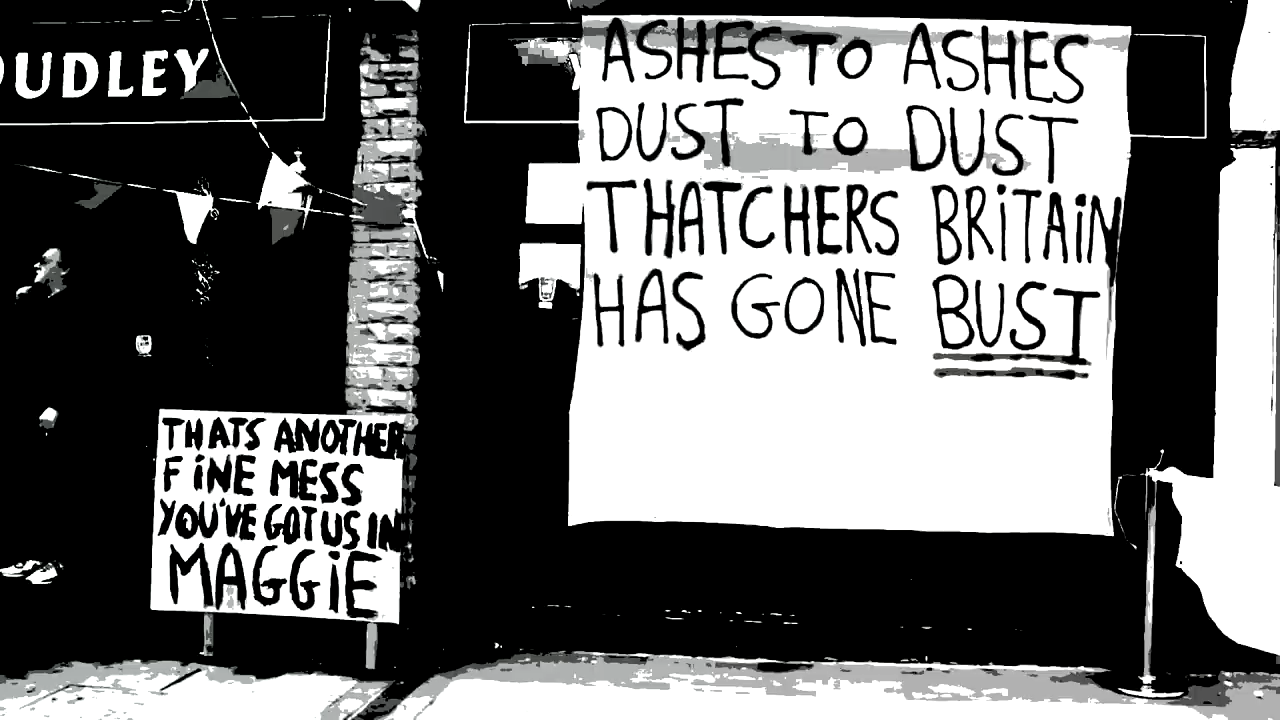 DUDLEY
ASHES TO ASHES
DUST TO DUST
THATCHERS BRITAIN
HAS GONE BUST
THATS ANOTHER
FINE MESS
YOU'VE GOT US IN
MAGGIE